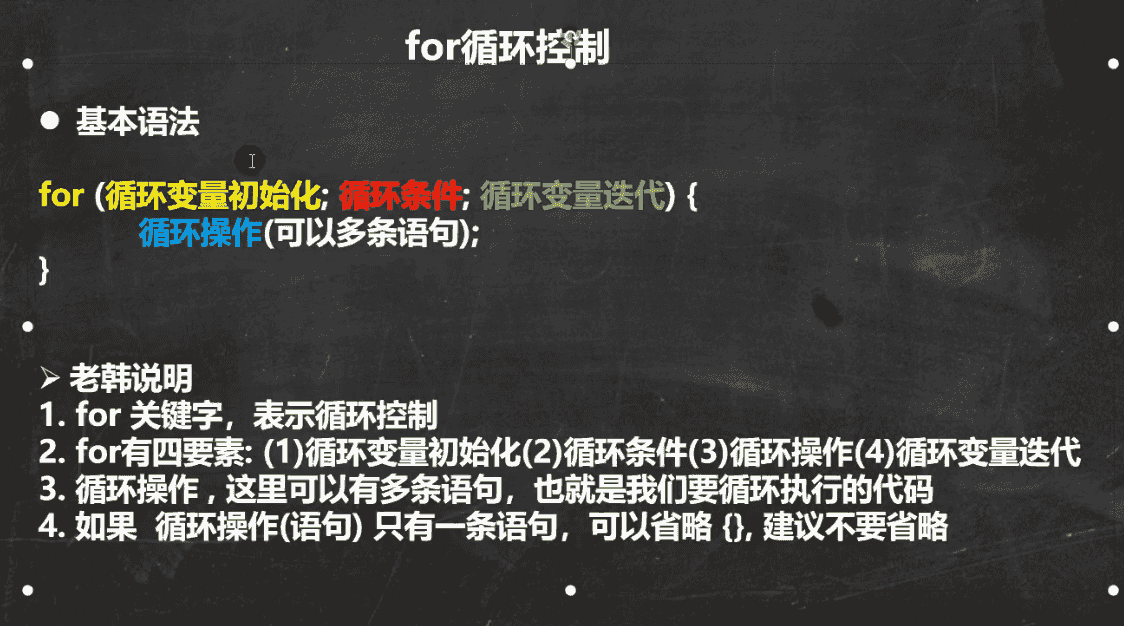 for循环控制
● 基本语法
for (循环变量初始化; 循环条件; 循环变量迭代) {
循环操作(可以多条语句);
}
➢ 老韩说明
1. for 关键字，表示循环控制
2. for有四要素: (1)循环变量初始化(2)循环条件(3)循环操作(4)循环变量迭代
3. 循环操作 , 这里可以有多条语句，也就是我们要循环执行的代码
4. 如果 循环操作(语句) 只有一条语句，可以省略 {}, 建议不要省略